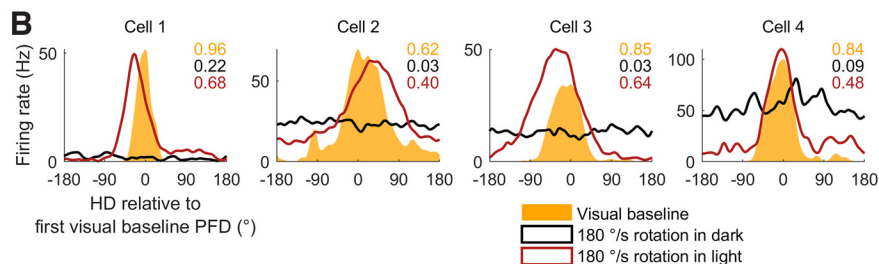 B
Cell 1
Cell 2
Cell 3
Cell 4
Firing rate (Hz)
50
0
0.96
0.22
0.68
-180 -90 0 90 180
50
0
0.62
0.03
0.40
-180 -90 0 90 180
50
0
0.85
0.03
0.64
-180 -90 0 90 180
100
50
0
0.84
0.09
0.48
-180 -90 0 90 180
HD relative to
first visual baseline PFD (°)
Visual baseline
180 °/s rotation in dark
180 °/s rotation in light